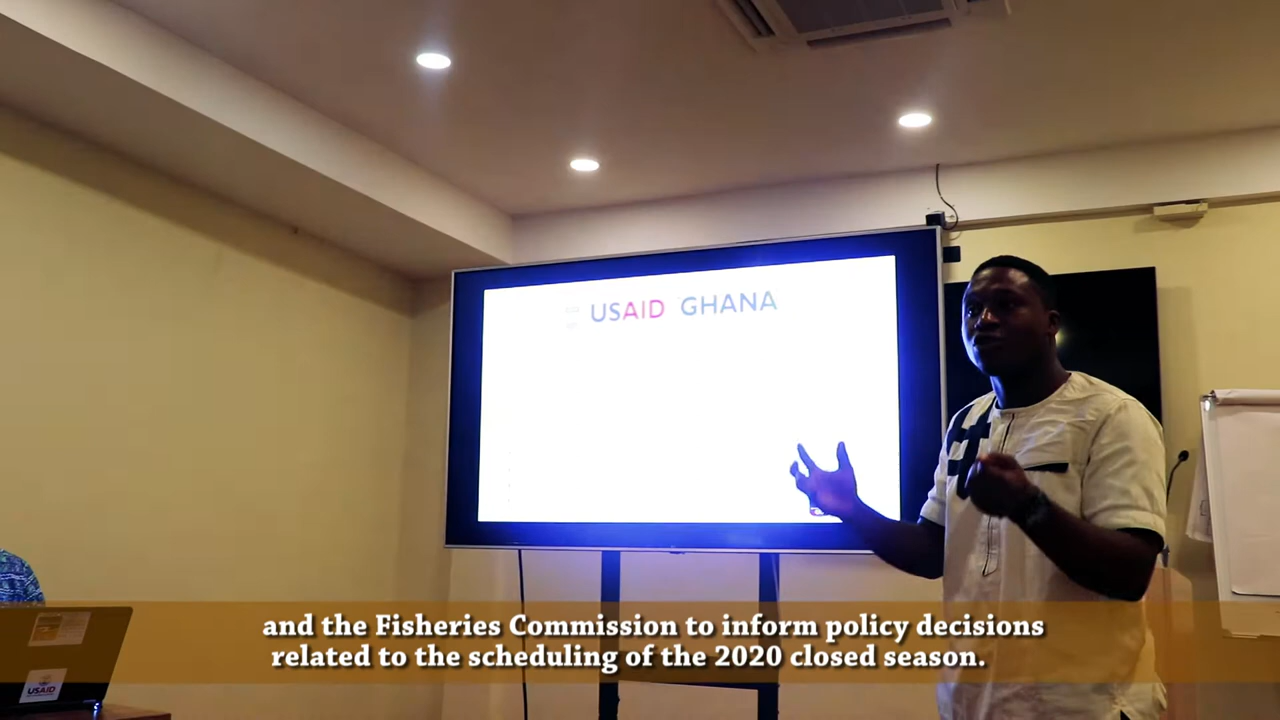 USAID GHANA
and the Fisheries Commission to inform policy decisions
related to the scheduling of the 2020 closed season.
USAID